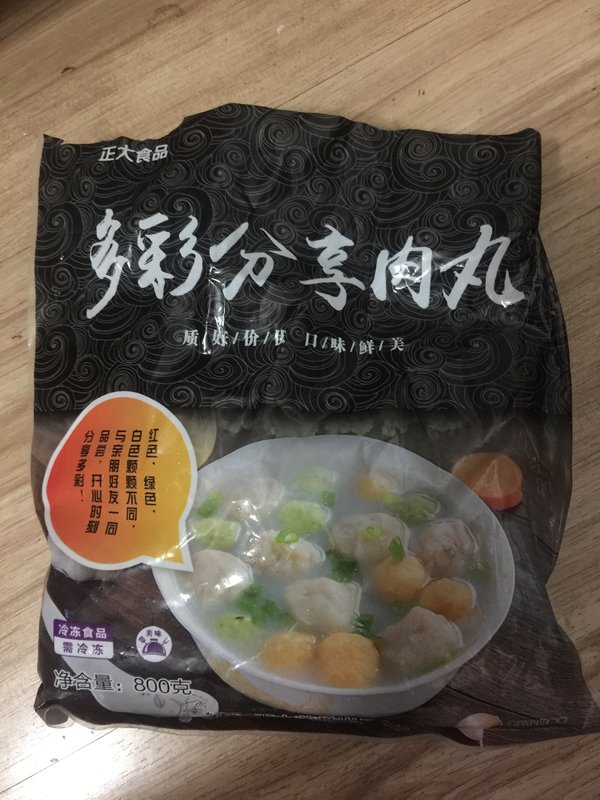 正大食品
多彩分享肉丸
质/好/价/优 口/味/鲜/美
红色、绿色、
白色颗颗不同，
与亲朋好友一同
品尝，开心时刻
分享多彩！
冷冻食品
需冷冻
美味
净含量：800克